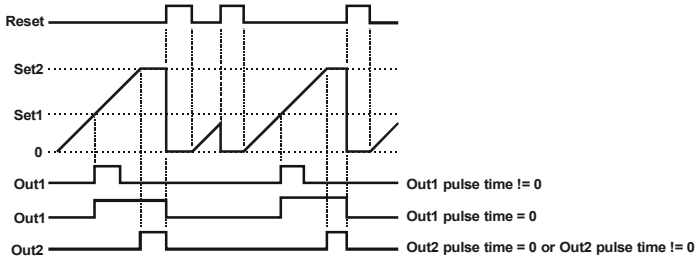 Reset
Set2
Set1
0
Out1
Out1 pulse time != 0
Out1
Out1 pulse time = 0
Out2
Out2 pulse time = 0 or Out2 pulse time != 0